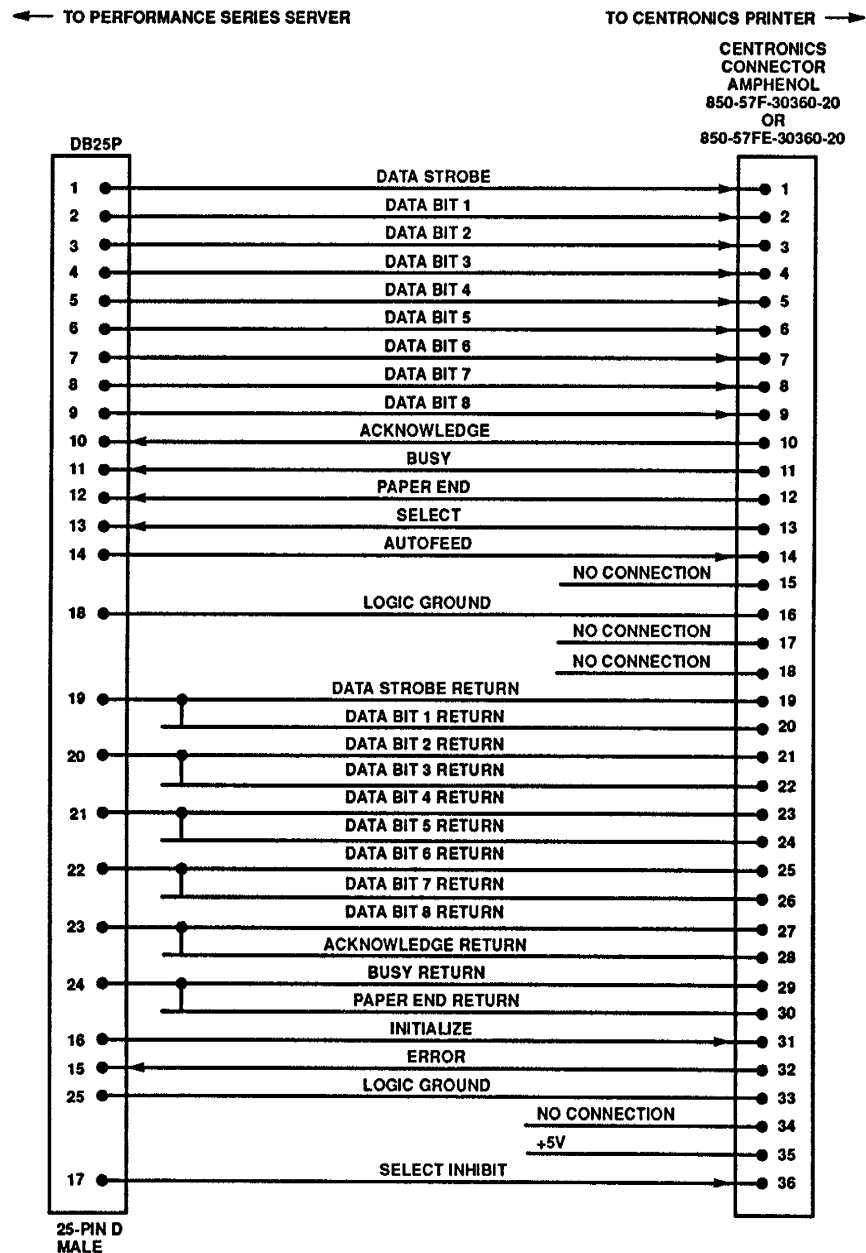 TO PERFORMANCE SERIES SERVER
TO CENTRONICS PRINTER
CENTRONICS
CONNECTOR
AMPHENOL
850-57F-30360-20
OR
850-57FE-30360-20
DB25P
1 DATA STROBE 1
2 DATA BIT 1 2
3 DATA BIT 2 3
4 DATA BIT 3 4
5 DATA BIT 4 5
6 DATA BIT 5 6
7 DATA BIT 6 7
8 DATA BIT 7 8
9 DATA BIT 8 9
10 ACKNOWLEDGE 10
11 BUSY 11
12 PAPER END 12
13 SELECT 13
14 AUTOFEED 14
NO CONNECTION 15
18 LOGIC GROUND 16
NO CONNECTION 17
NO CONNECTION 18
19 DATA STROBE RETURN 19
DATA BIT 1 RETURN 20
20 DATA BIT 2 RETURN 21
DATA BIT 3 RETURN 22
21 DATA BIT 4 RETURN 23
DATA BIT 5 RETURN 24
22 DATA BIT 6 RETURN 25
DATA BIT 7 RETURN 26
23 DATA BIT 8 RETURN 27
ACKNOWLEDGE RETURN 28
24 BUSY RETURN 29
PAPER END RETURN 30
16 INITIALIZE 31
15 ERROR 32
25 LOGIC GROUND 33
NO CONNECTION 34
+5V 35
17 SELECT INHIBIT 36
25-PIN D
MALE